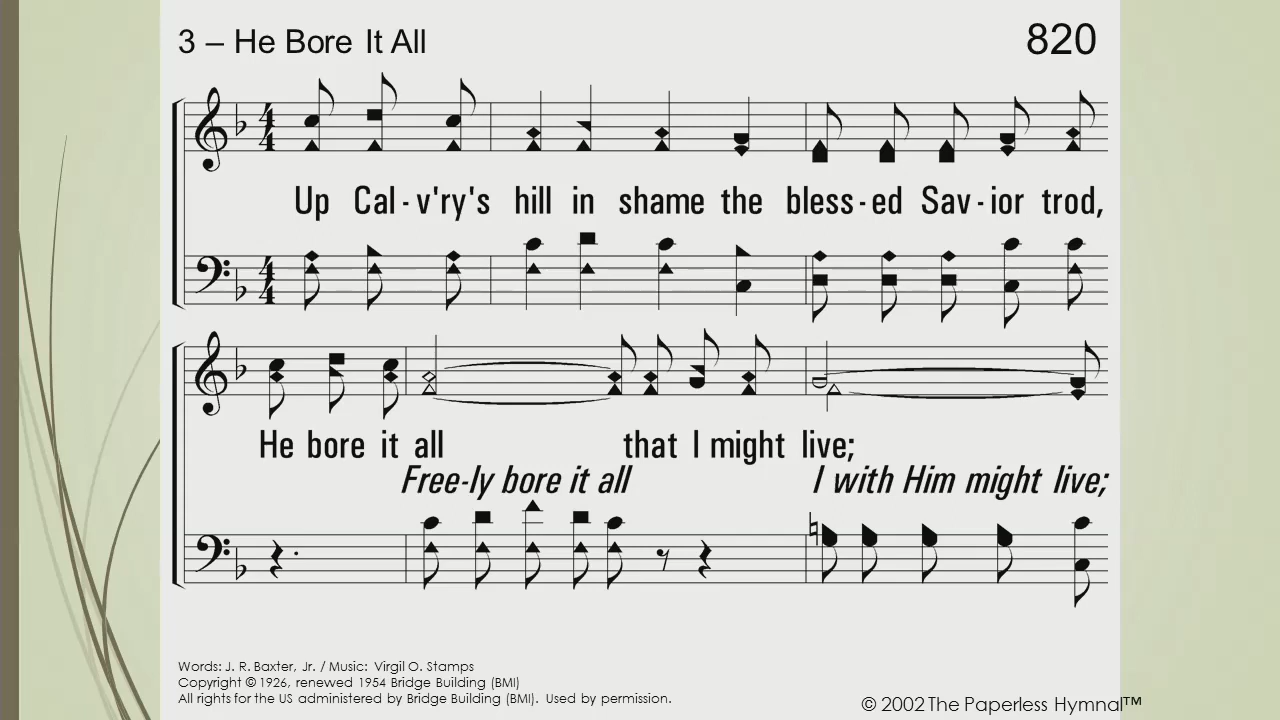 3 – He Bore It All
820
Up Cal - v'ry's hill in shame the bless - ed Sav - ior trod,
He bore it all that I might live;
Free-ly bore it all I with Him might live;
Words: J. R. Baxter, Jr. / Music: Virgil O. Stamps
Copyright © 1926, renewed 1954 Bridge Building (BMI)
All rights for the US administered by Bridge Building (BMI). Used by permission.
© 2002 The Paperless Hymnal™